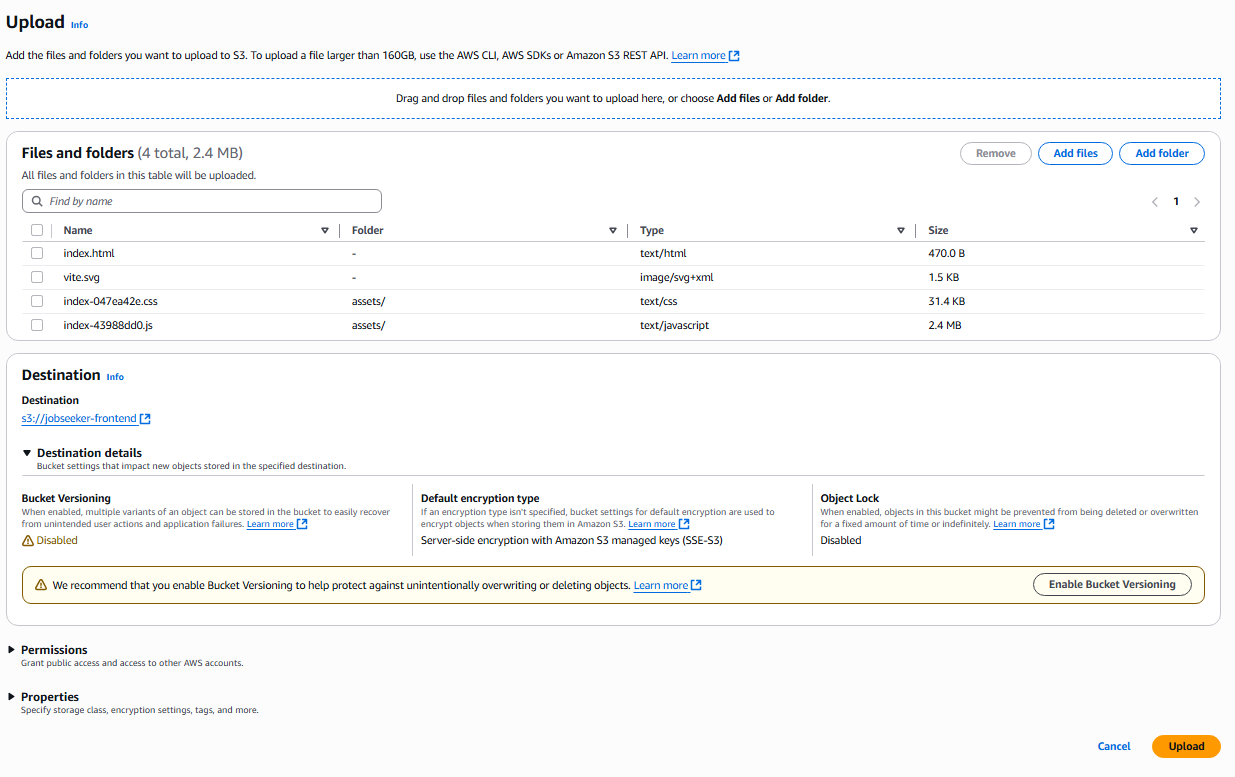 Upload Info
Add the files and folders you want to upload to S3. To upload a file larger than 160GB, use the AWS CLI, AWS SDKs or Amazon S3 REST API. Learn more
Drag and drop files and folders you want to upload here, or choose Add files or Add folder.
Files and folders (4 total, 2.4 MB)
Remove Add files Add folder
All files and folders in this table will be uploaded.
Find by name
1
Name Folder Type Size
index.html - text/html 470.0 B
vite.svg - image/svg+xml 1.5 KB
index-047ea42e.css assets/ text/css 31.4 KB
index-43988dd0.js assets/ text/javascript 2.4 MB
Destination Info
Destination
s3://jobseeker-frontend
Destination details
Bucket settings that impact new objects stored in the specified destination.
Bucket Versioning
When enabled, multiple variants of an object can be stored in the bucket to easily recover
from unintended user actions and application failures. Learn more
Disabled
Default encryption type
If an encryption type isn't specified, bucket settings for default encryption are used to
encrypt objects when storing them in Amazon S3. Learn more
Server-side encryption with Amazon S3 managed keys (SSE-S3)
Object Lock
When enabled, objects in this bucket might be prevented from being deleted or overwritten
for a fixed amount of time or indefinitely. Learn more
Disabled
We recommend that you enable Bucket Versioning to help protect against unintentionally overwriting or deleting objects. Learn more
Enable Bucket Versioning
Permissions
Grant public access and access to other AWS accounts.
Properties
Specify storage class, encryption settings, tags, and more.
Cancel Upload